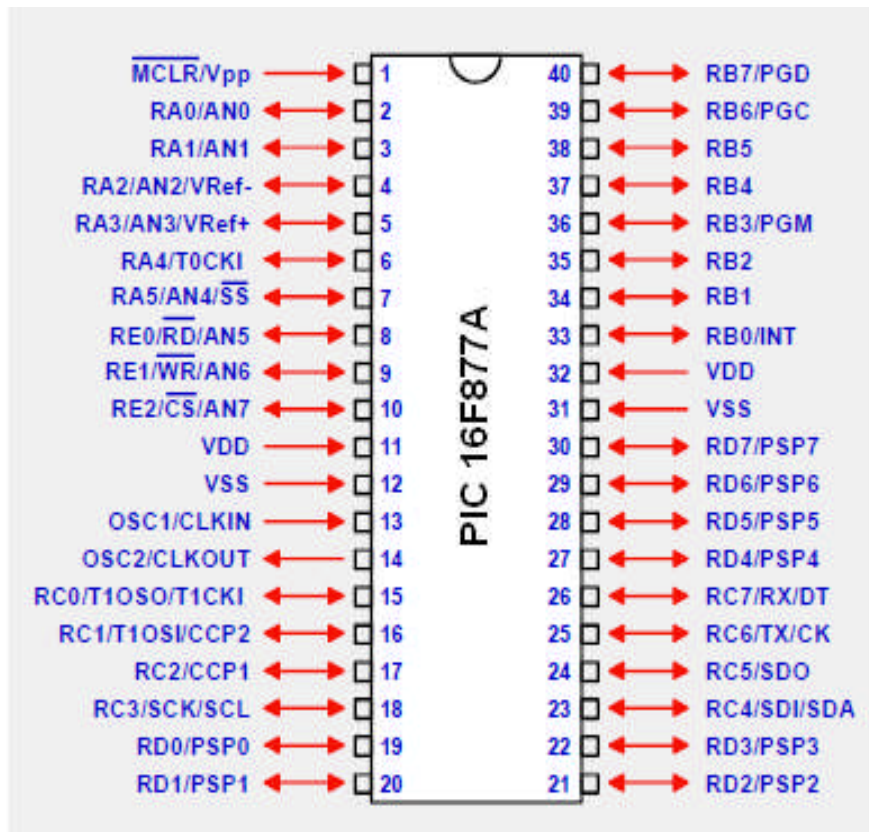 MCLR/Vpp 1 40 RB7/PGD
RA0/AN0 2 39 RB6/PGC
RA1/AN1 3 38 RB5
RA2/AN2/VRef- 4 37 RB4
RA3/AN3/VRef+ 5 36 RB3/PGM
RA4/T0CKI 6 35 RB2
RA5/AN4/SS 7 34 RB1
RE0/RD/AN5 8 33 RB0/INT
RE1/WR/AN6 9 32 VDD
RE2/CS/AN7 10 31 VSS
VDD 11 30 RD7/PSP7
VSS 12 29 RD6/PSP6
OSC1/CLKIN 13 28 RD5/PSP5
OSC2/CLKOUT 14 27 RD4/PSP4
RC0/T1OSO/T1CKI 15 26 RC7/RX/DT
RC1/T1OSI/CCP2 16 25 RC6/TX/CK
RC2/CCP1 17 24 RC5/SDO
RC3/SCK/SCL 18 23 RC4/SDI/SDA
RD0/PSP0 19 22 RD3/PSP3
RD1/PSP1 20 21 RD2/PSP2
PIC 16F877A